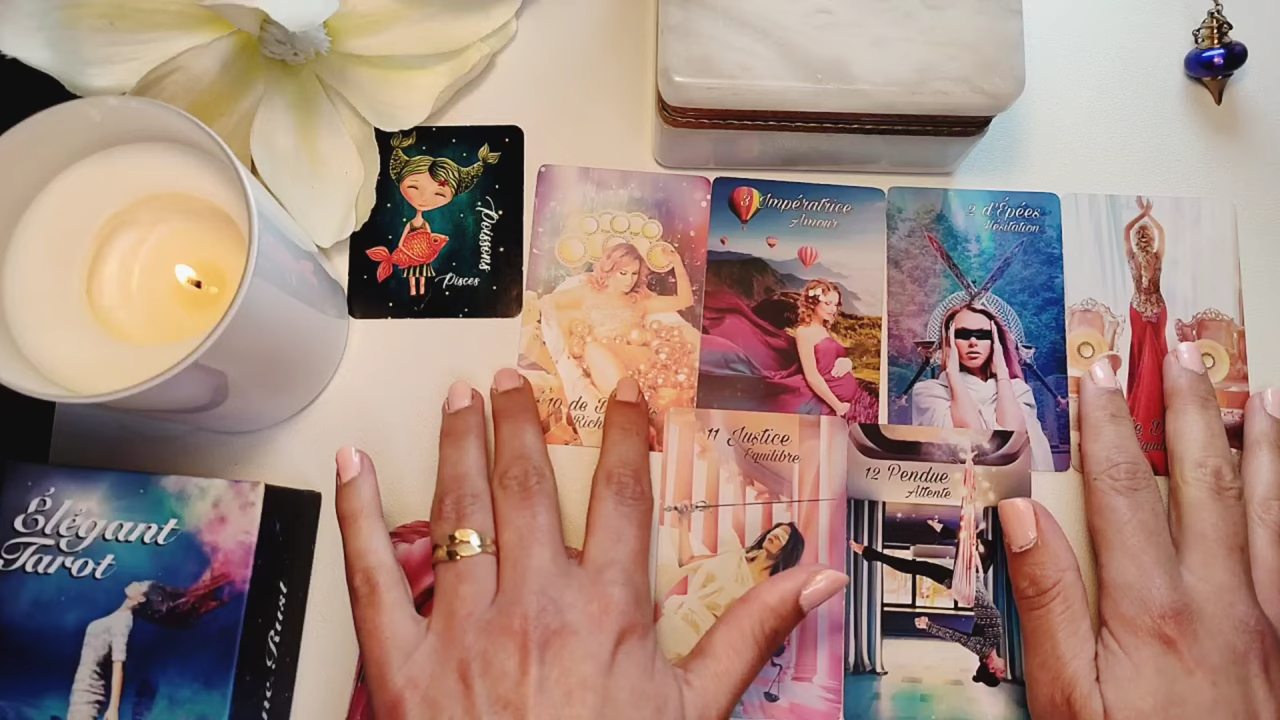 Poissons
Pisces
10 de
Rich
3 Impératrice
Amour
2 d'Épées
Hésitation
11 Justice
Equilibre
12 Pendue
Attente
Élégant
Tarot